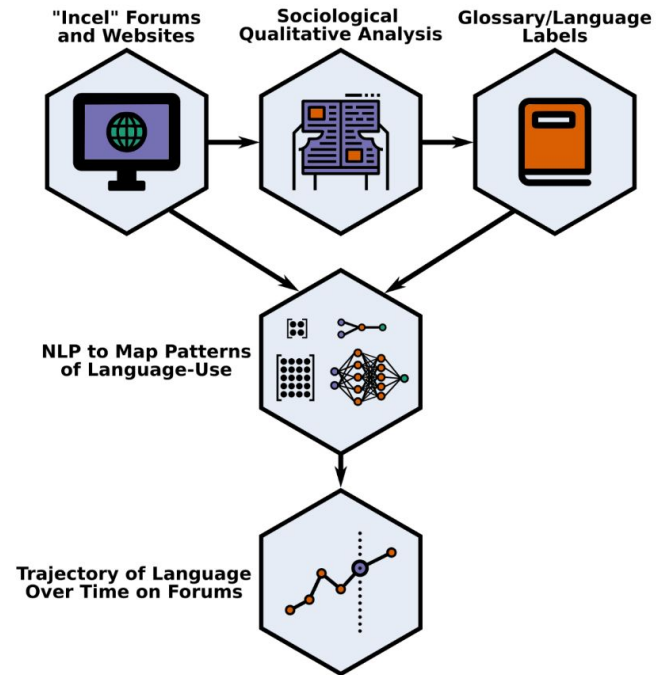 "Incel" Forums
and Websites
Sociological
Qualitative Analysis
Glossary/Language
Labels
NLP to Map Patterns
of Language-Use
Trajectory of Language
Over Time on Forums